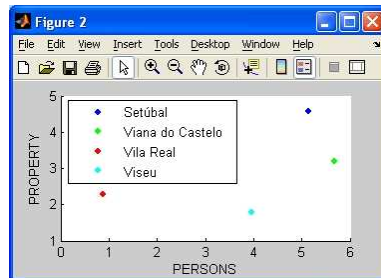 Figure 2
File Edit View Insert Tools Desktop Window Help
5
4
3
2
1
PROPERTY
Setúbal
Viana do Castelo
Vila Real
Viseu
0 1 2 3 4 5 6
PERSONS